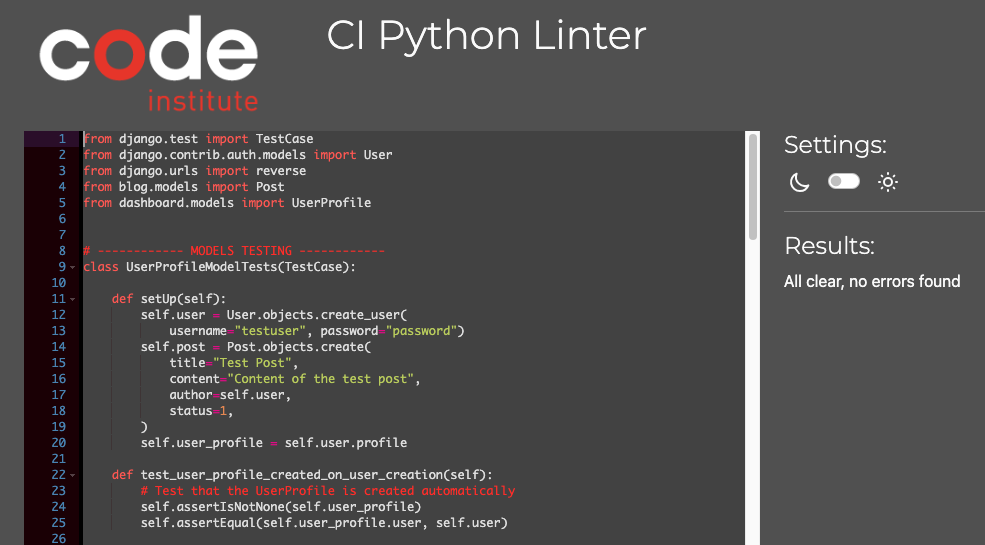 code
institute
CI Python Linter
1 from django.test import TestCase
2 from django.contrib.auth.models import User
3 from django.urls import reverse
4 from blog.models import Post
5 from dashboard.models import UserProfile
6
7
8 # ------------ MODELS TESTING ------------
9 class UserProfileModelTests(TestCase):
10
11     def setUp(self):
12         self.user = User.objects.create_user(
13             username="testuser", password="password")
14         self.post = Post.objects.create(
15             title="Test Post",
16             content="Content of the test post",
17             author=self.user,
18             status=1,
19         )
20         self.user_profile = self.user.profile
21
22     def test_user_profile_created_on_user_creation(self):
23         # Test that the UserProfile is created automatically
24         self.assertIsNotNone(self.user_profile)
25         self.assertEqual(self.user_profile.user, self.user)
26
Settings:
Results:
All clear, no errors found